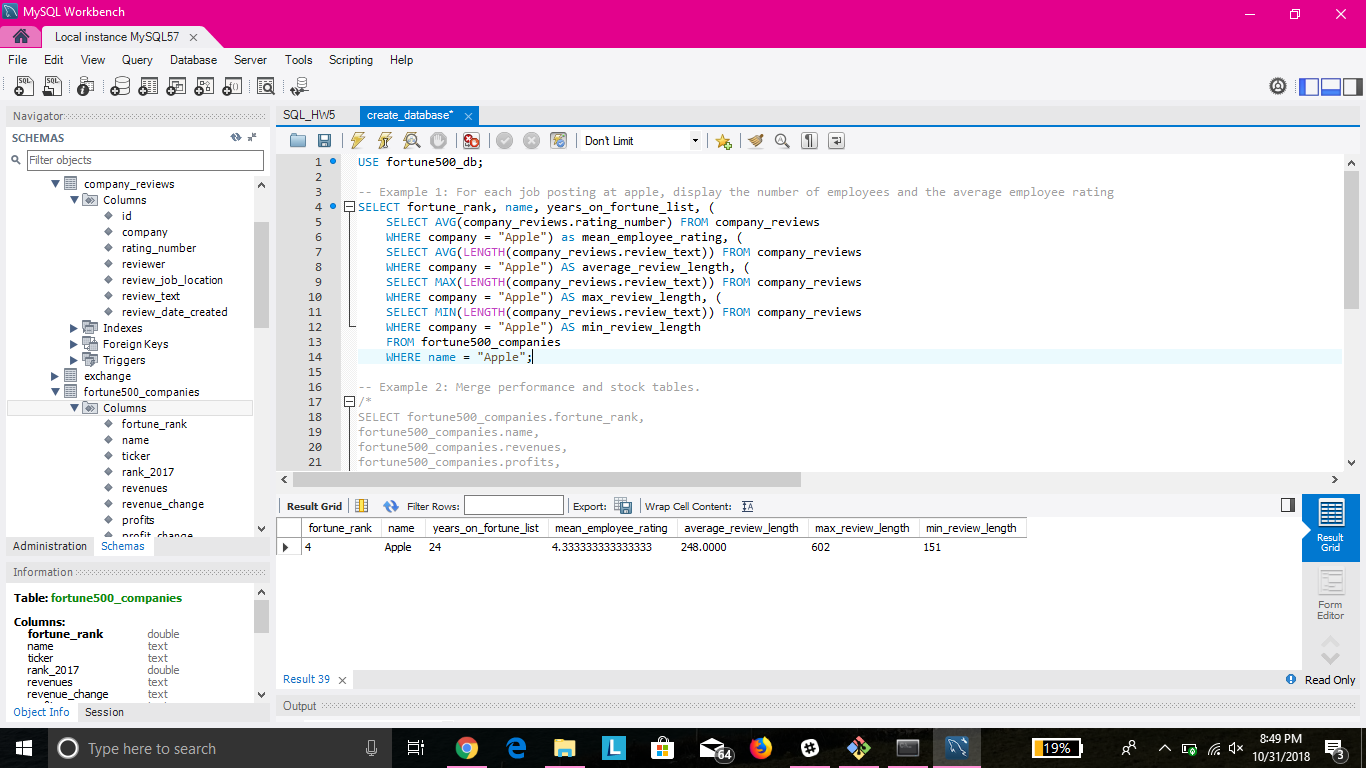 MySQL Workbench
Local instance MySQL57
File Edit View Query Database Server Tools Scripting Help
Navigator
SCHEMAS
Filter objects
company_reviews
Columns
id
company
rating_number
reviewer
review_job_location
review_text
review_date_created
Indexes
Foreign Keys
Triggers
exchange
fortune500_companies
Columns
fortune_rank
name
ticker
rank_2017
revenues
revenue_change
profits
profit_change
Administration Schemas
Information
Table: fortune500_companies
Columns:
fortune_rank double
name text
ticker text
rank_2017 double
revenues text
revenue_change text
Object Info Session
SQL_HW5 create_database*
Don't Limit
1 USE fortune500_db;
2
3 -- Example 1: For each job posting at apple, display the number of employees and the average employee rating
4 SELECT fortune_rank, name, years_on_fortune_list, (
5 SELECT AVG(company_reviews.rating_number) FROM company_reviews
6 WHERE company = "Apple") as mean_employee_rating, (
7 SELECT AVG(LENGTH(company_reviews.review_text)) FROM company_reviews
8 WHERE company = "Apple") AS average_review_length, (
9 SELECT MAX(LENGTH(company_reviews.review_text)) FROM company_reviews
10 WHERE company = "Apple") AS max_review_length, (
11 SELECT MIN(LENGTH(company_reviews.review_text)) FROM company_reviews
12 WHERE company = "Apple") AS min_review_length
13 FROM fortune500_companies
14 WHERE name = "Apple";
15
16 -- Example 2: Merge performance and stock tables.
17 /*
18 SELECT fortune500_companies.fortune_rank,
19 fortune500_companies.name,
20 fortune500_companies.revenues,
21 fortune500_companies.profits,
Result Grid Filter Rows: Export: Wrap Cell Content:
fortune_rank name years_on_fortune_list mean_employee_rating average_review_length max_review_length min_review_length
4 Apple 24 4.333333333333333 248.0000 602 151
Result Grid
Form Editor
Result 39
Read Only
Output
Type here to search
64
19%
8:49 PM
10/31/2018
3